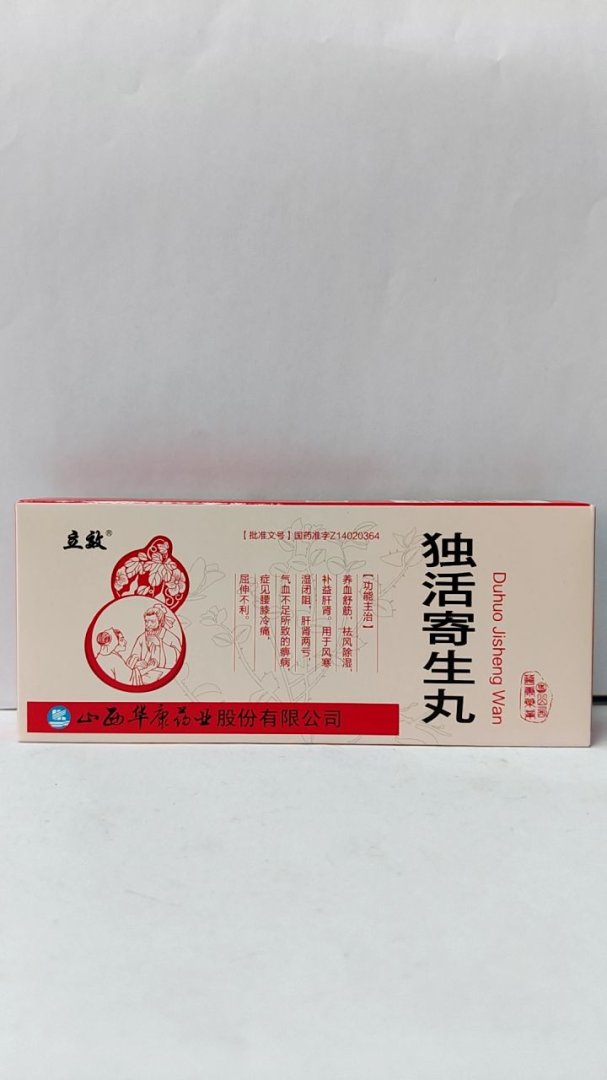 立效®
【批准文号】国药准字Z14020364
独活寄生丸
Duhuo Jisheng Wan
【功能主治】
养血舒筋，祛风除湿，
补益肝肾。用于风寒
湿闭阻，肝肾两亏，
气血不足所致的痹病，
症见腰膝冷痛，
屈伸不利。
山西华康药业股份有限公司